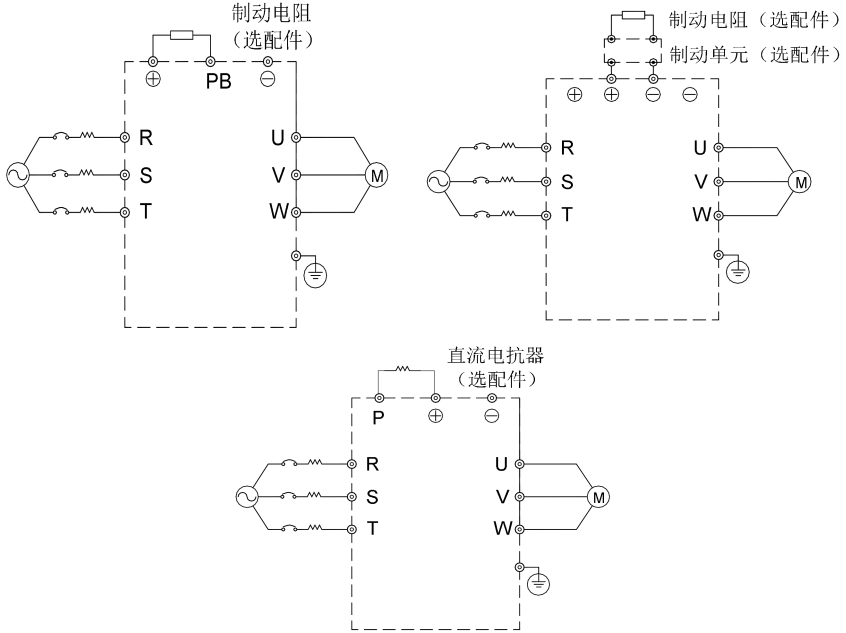 制动电阻
（选配件）
⊕ PB ⊖
R U
S V M
T W
制动电阻（选配件）
制动单元（选配件）
⊕ ⊕ ⊖ ⊖
R U
S V M
T W
直流电抗器
（选配件）
P ⊕ ⊖
R U
S V M
T W